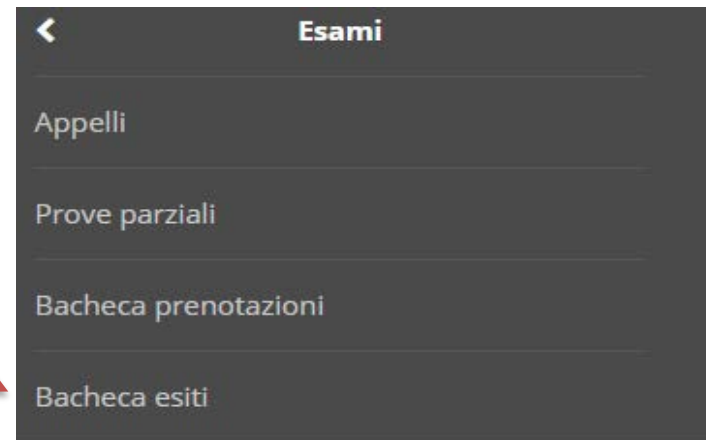 Esami
Appelli
Prove parziali
Bacheca prenotazioni
Bacheca esiti